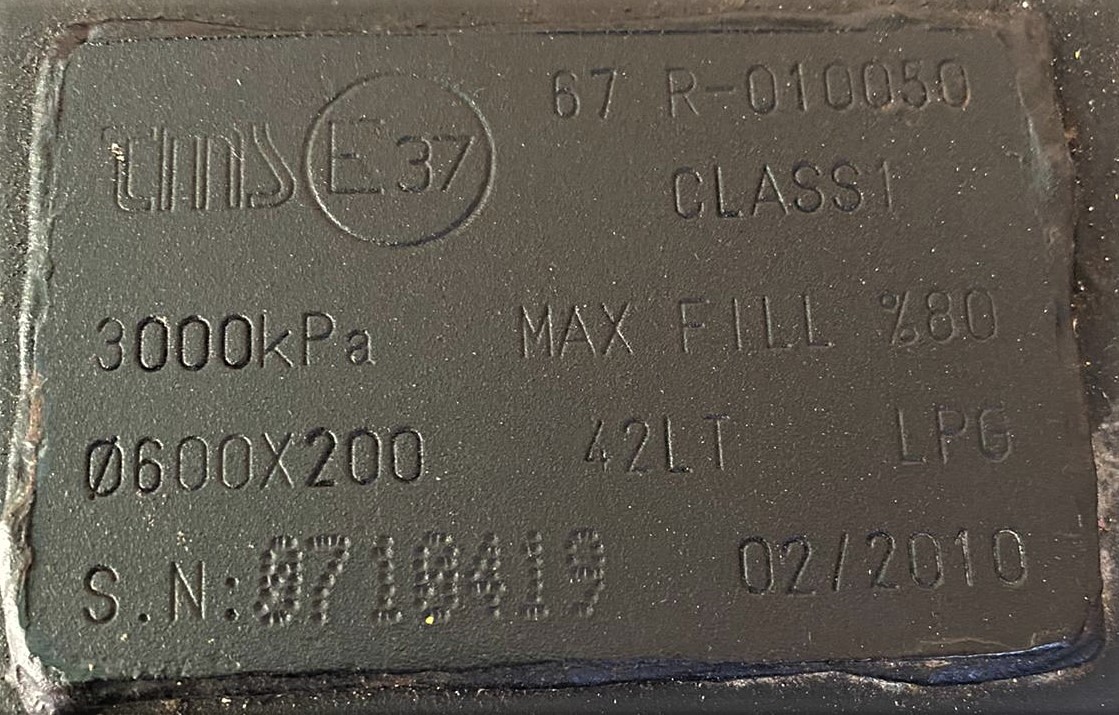 67 R-010050
tms E 37
CLASS1
3000kPa MAX FILL %80
Ø600X200 42LT LPG
S.N:0710419 02/2010